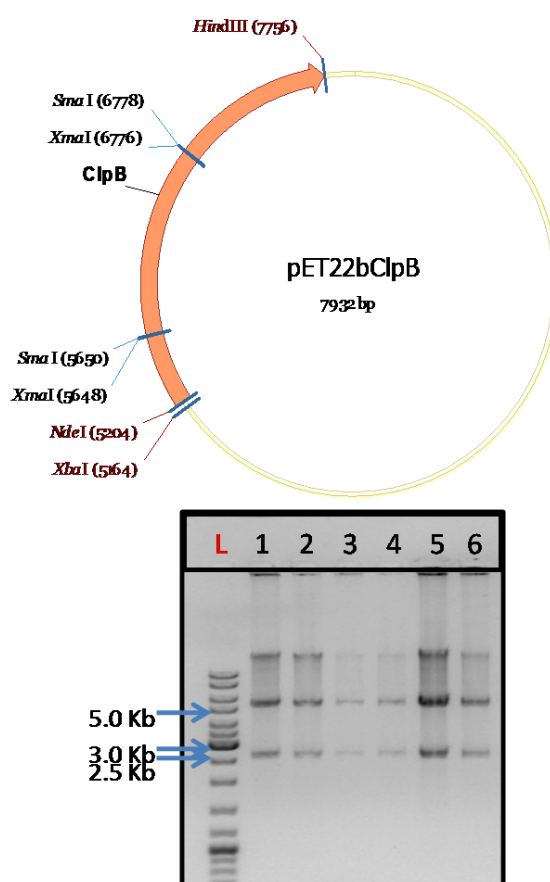 HindIII (7756)
SmaI (6778)
XmaI (6776)
ClpB
pET22bClpB
7932 bp
SmaI (5650)
XmaI (5648)
NdeI (5204)
XbaI (5164)
L 1 2 3 4 5 6
5.0 Kb
3.0 Kb
2.5 Kb